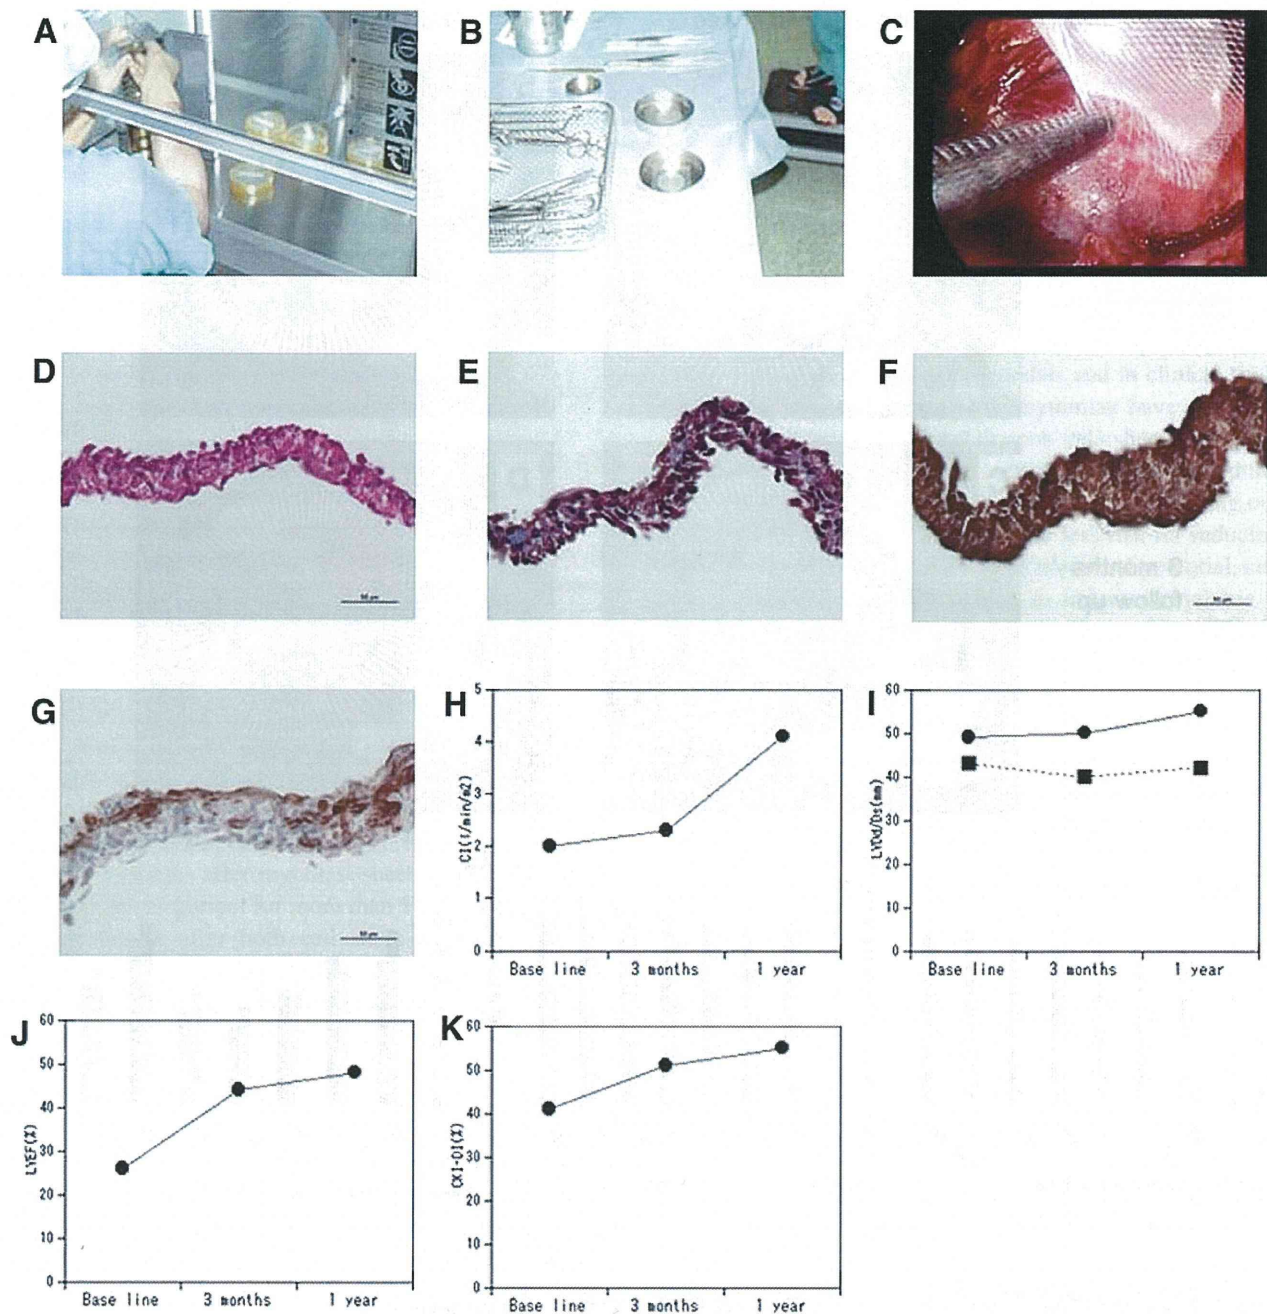 A
B
C
D
E
F
G
H
5
4
3
2
1
0
CI(ℓ/min/m2)
Base line
3 months
1 year
I
60
50
40
30
20
10
0
LVDd/Ds(mm)
Base line
3 months
1 year
J
60
50
40
30
20
10
0
LVEF(%)
Base line
3 months
1 year
K
60
50
40
30
20
10
0
Base line
3 months
1 year